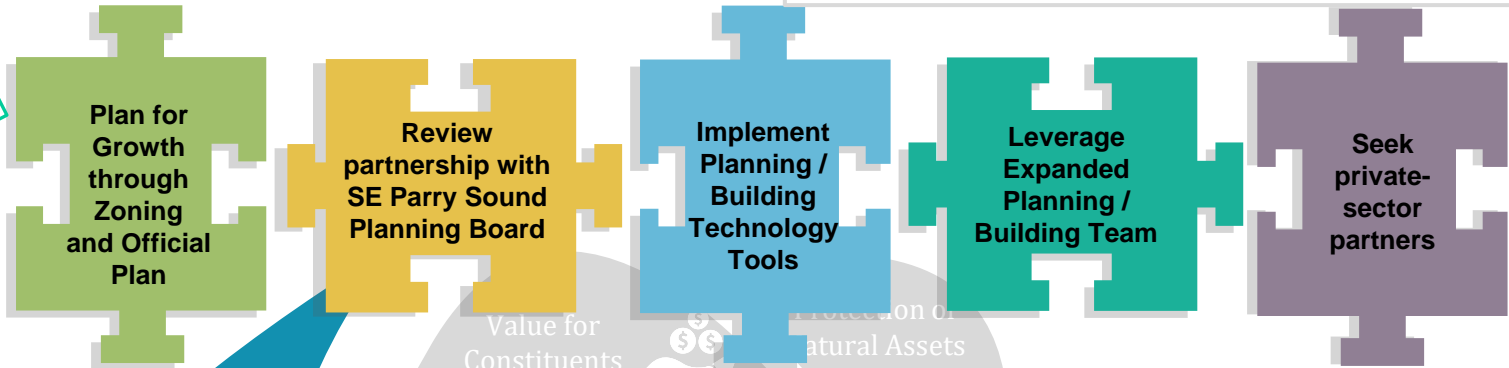 Plan for
Growth
through
Zoning
and Official
Plan
Review
partnership with
SE Parry Sound
Planning Board
Implement
Planning /
Building
Technology
Tools
Leverage
Expanded
Planning /
Building Team
Seek
private-
sector
partners
Value for
Constituents
$
$ $
Protection of
atural Assets